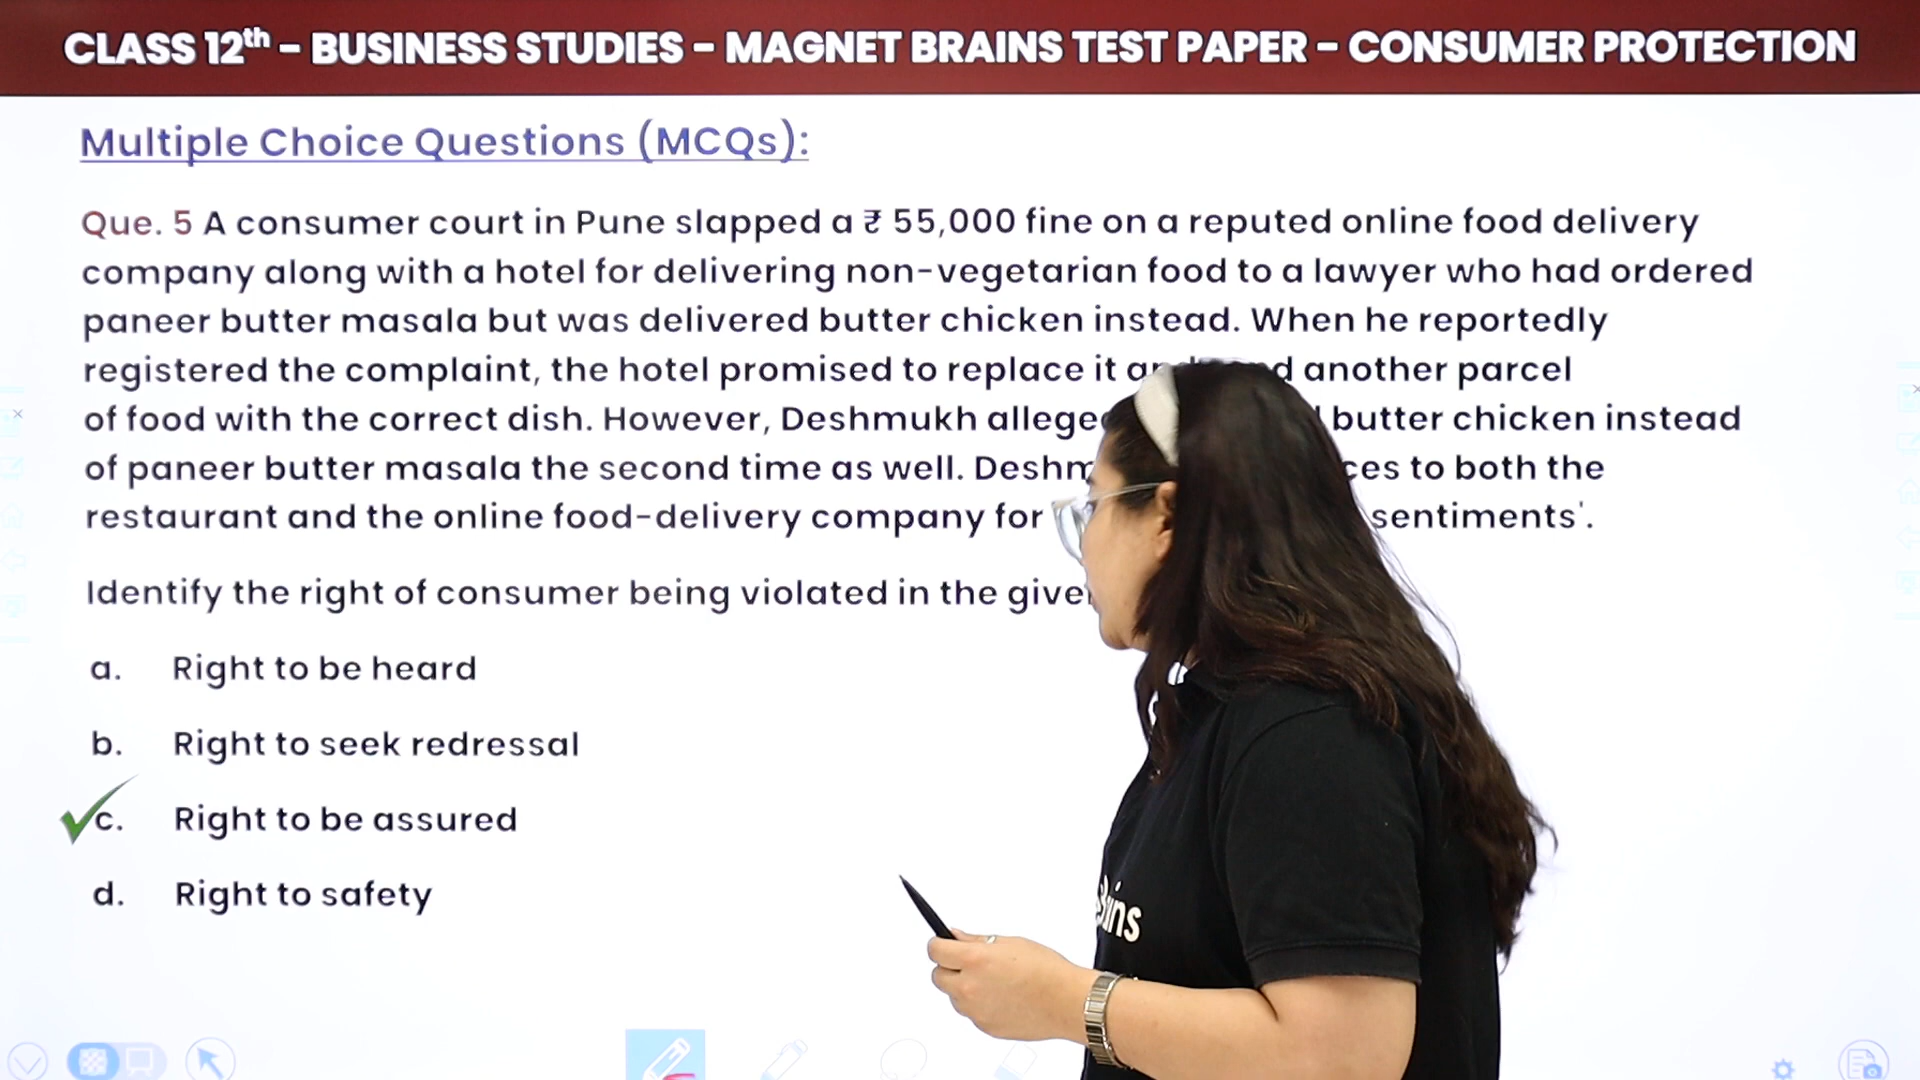 CLASS 12th – BUSINESS STUDIES – MAGNET BRAINS TEST PAPER – CONSUMER PROTECTION
Multiple Choice Questions (MCQs):
Que. 5 A consumer court in Pune slapped a ₹ 55,000 fine on a reputed online food delivery
company along with a hotel for delivering non-vegetarian food to a lawyer who had ordered
paneer butter masala but was delivered butter chicken instead. When he reportedly
registered the complaint, the hotel promised to replace it another parcel
of food with the correct dish. However, Deshmukh butter chicken instead
of paneer butter masala the second time as well. to both the
restaurant and the online food-delivery company for sentiments'.
Identify the right of consumer being violated in the
a. Right to be heard
b. Right to seek redressal
c. Right to be assured
d. Right to safety